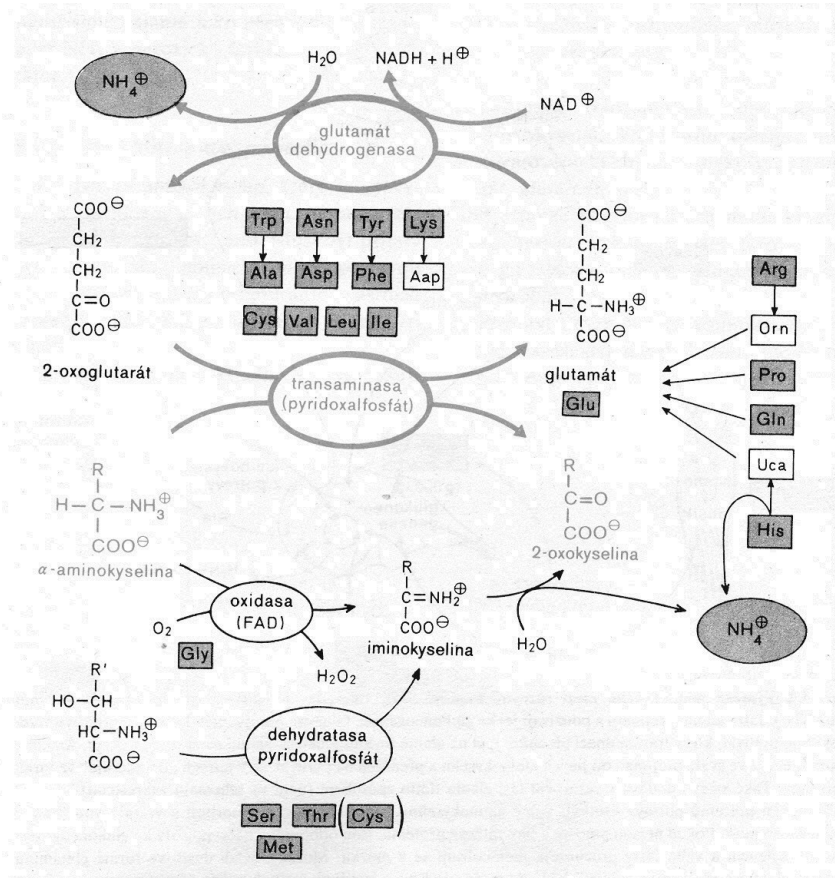 NH₄⊕
H₂O
NADH + H⊕
NAD⊕
glutamát
dehydrogenasa
COO⊖
CH₂
CH₂
C=O
COO⊖
2-oxoglutarát
Trp
Asn
Tyr
Lys
Ala
Asp
Phe
Aap
Cys
Val
Leu
Ile
COO⊖
CH₂
CH₂
H-C-NH₃⊕
COO⊖
glutamát
Glu
Arg
Orn
Pro
Gln
Uca
His
transaminasa
(pyridoxalfosfát)
R
H-C-NH₃⊕
COO⊖
α-aminokyselina
R
C=O
COO⊖
2-oxokyselina
oxidasa
(FAD)
O₂
Gly
H₂O₂
R
C=NH₂⊕
COO⊖
iminokyselina
H₂O
NH₄⊕
R'
HO-CH
H-C-NH₃⊕
COO⊖
dehydratasa
pyridoxalfosfát
Ser
Thr
(Cys)
Met